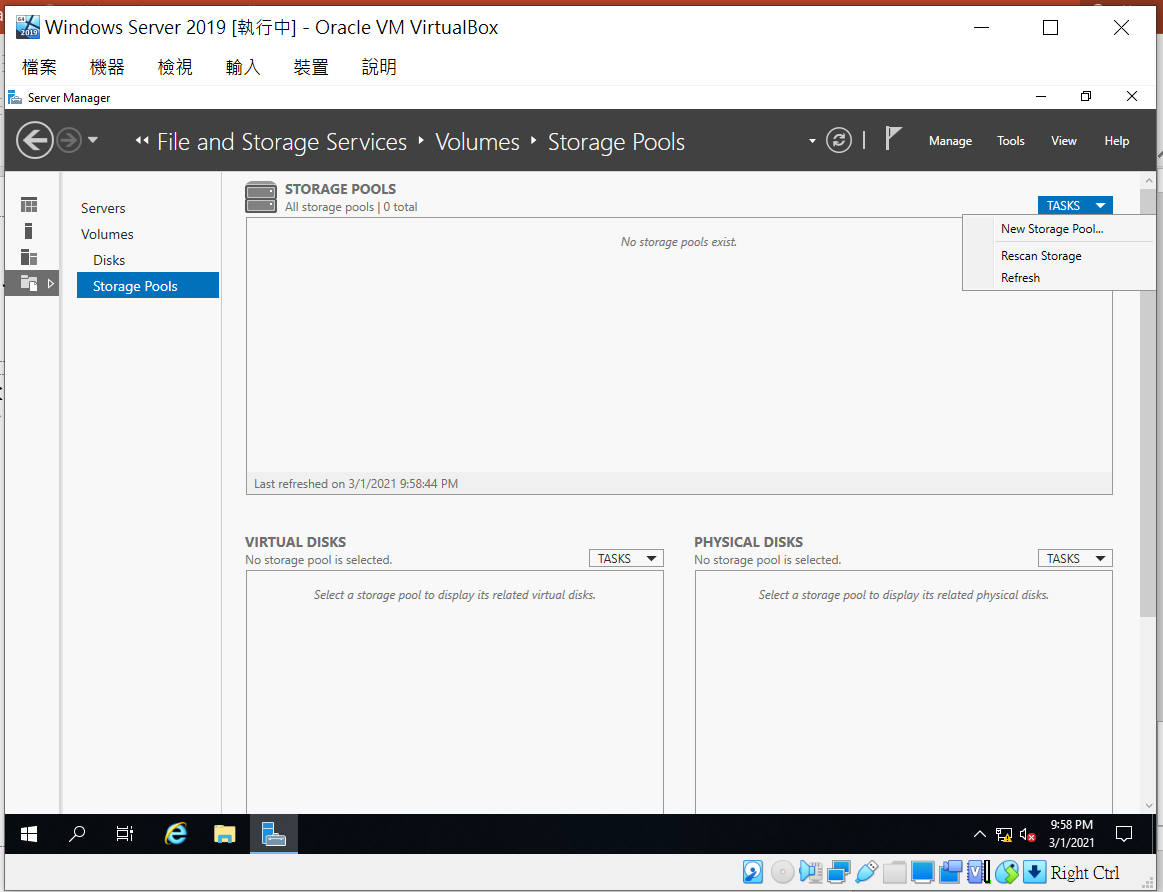 Windows Server 2019 [執行中] - Oracle VM VirtualBox
檔案 機器 檢視 輸入 裝置 說明
Server Manager
File and Storage Services Volumes Storage Pools
Manage Tools View Help
Servers
Volumes
Disks
Storage Pools
STORAGE POOLS
All storage pools | 0 total
TASKS
New Storage Pool...
Rescan Storage
Refresh
No storage pools exist.
Last refreshed on 3/1/2021 9:58:44 PM
VIRTUAL DISKS
No storage pool is selected.
TASKS
Select a storage pool to display its related virtual disks.
PHYSICAL DISKS
No storage pool is selected.
TASKS
Select a storage pool to display its related physical disks.
9:58 PM
3/1/2021
Right Ctrl